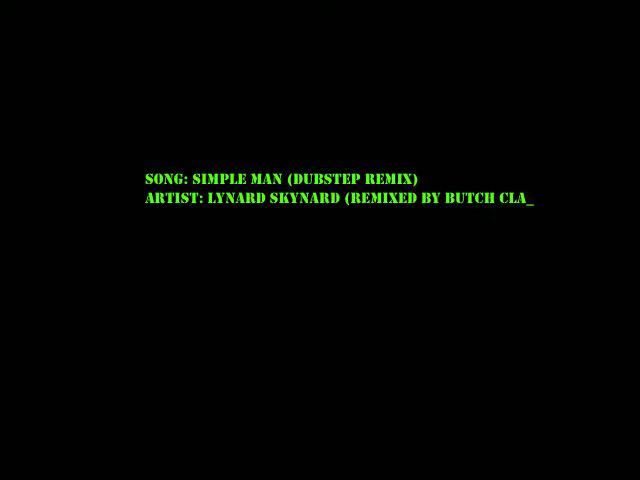 SONG: SIMPLE MAN (DUBSTEP REMIX)
ARTIST: LYNARD SKYNARD (REMIXED BY BUTCH CLA_